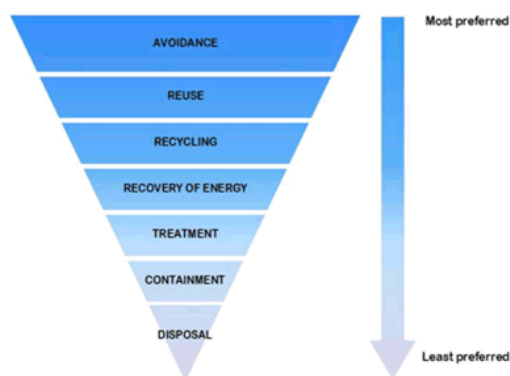 Most preferred
AVOIDANCE
REUSE
RECYCLING
RECOVERY OF ENERGY
TREATMENT
CONTAINMENT
DISPOSAL
Least preferred